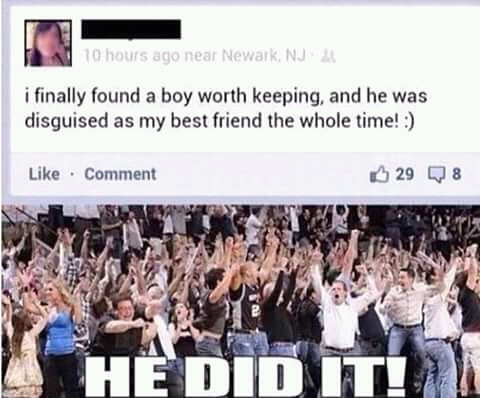 10 hours ago near Newark, NJ ·
i finally found a boy worth keeping, and he was
disguised as my best friend the whole time! :)
Like · Comment
29 8
2
HE DID IT!